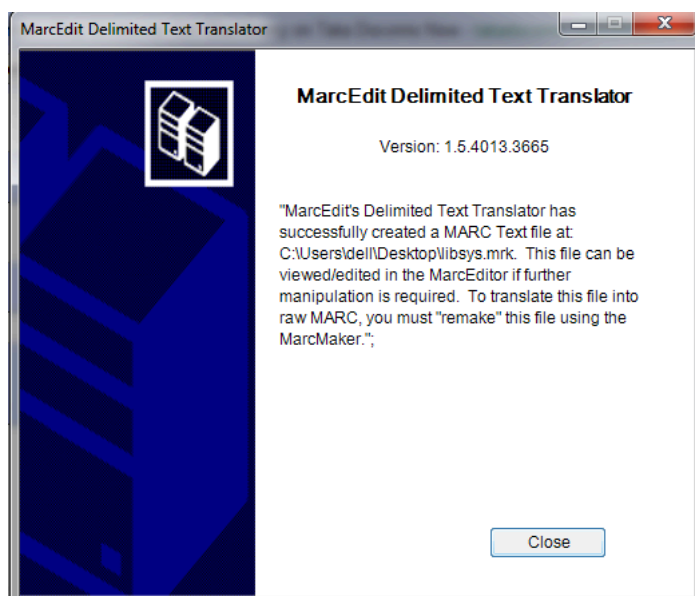 MarcEdit Delimited Text Translator
MarcEdit Delimited Text Translator
Version: 1.5.4013.3665
"MarcEdit's Delimited Text Translator has
successfully created a MARC Text file at:
C:\Users\dell\Desktop\libsys.mrk.  This file can be
viewed/edited in the MarcEditor if further
manipulation is required.  To translate this file into
raw MARC, you must "remake" this file using the
MarcMaker.";
Close